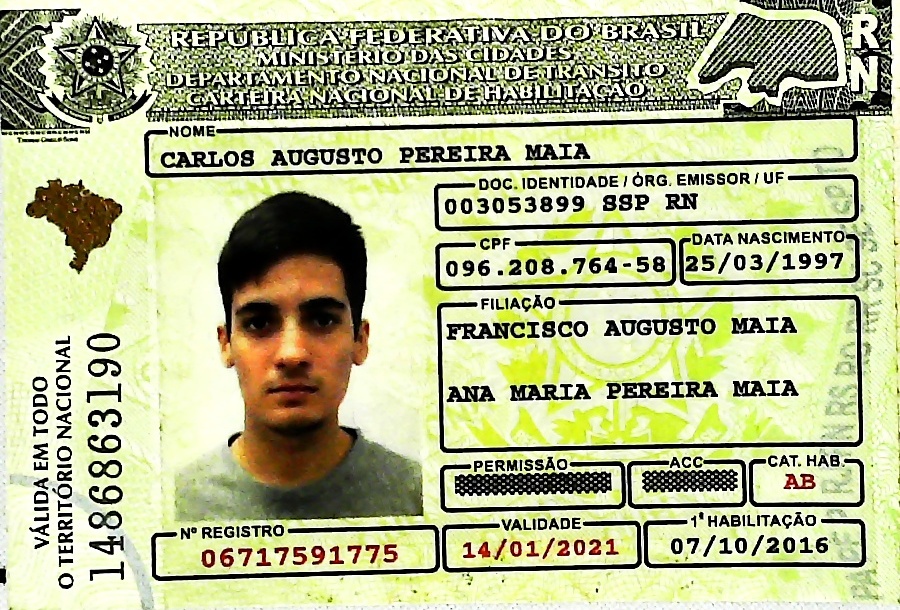 REPÚBLICA FEDERATIVA DO BRASIL
MINISTÉRIO DAS CIDADES
DEPARTAMENTO NACIONAL DE TRÂNSITO
CARTEIRA NACIONAL DE HABILITAÇÃO
RN
NOME
CARLOS AUGUSTO PEREIRA MAIA
DOC. IDENTIDADE / ÓRG. EMISSOR / UF
003053899 SSP RN
CPF
096.208.764-58
DATA NASCIMENTO
25/03/1997
FILIAÇÃO
FRANCISCO AUGUSTO MAIA
ANA MARIA PEREIRA MAIA
PERMISSÃO
ACC
CAT. HAB.
AB
Nº REGISTRO
06717591775
VALIDADE
14/01/2021
1ª HABILITAÇÃO
07/10/2016
VÁLIDA EM TODO
O TERRITÓRIO NACIONAL
1486863190